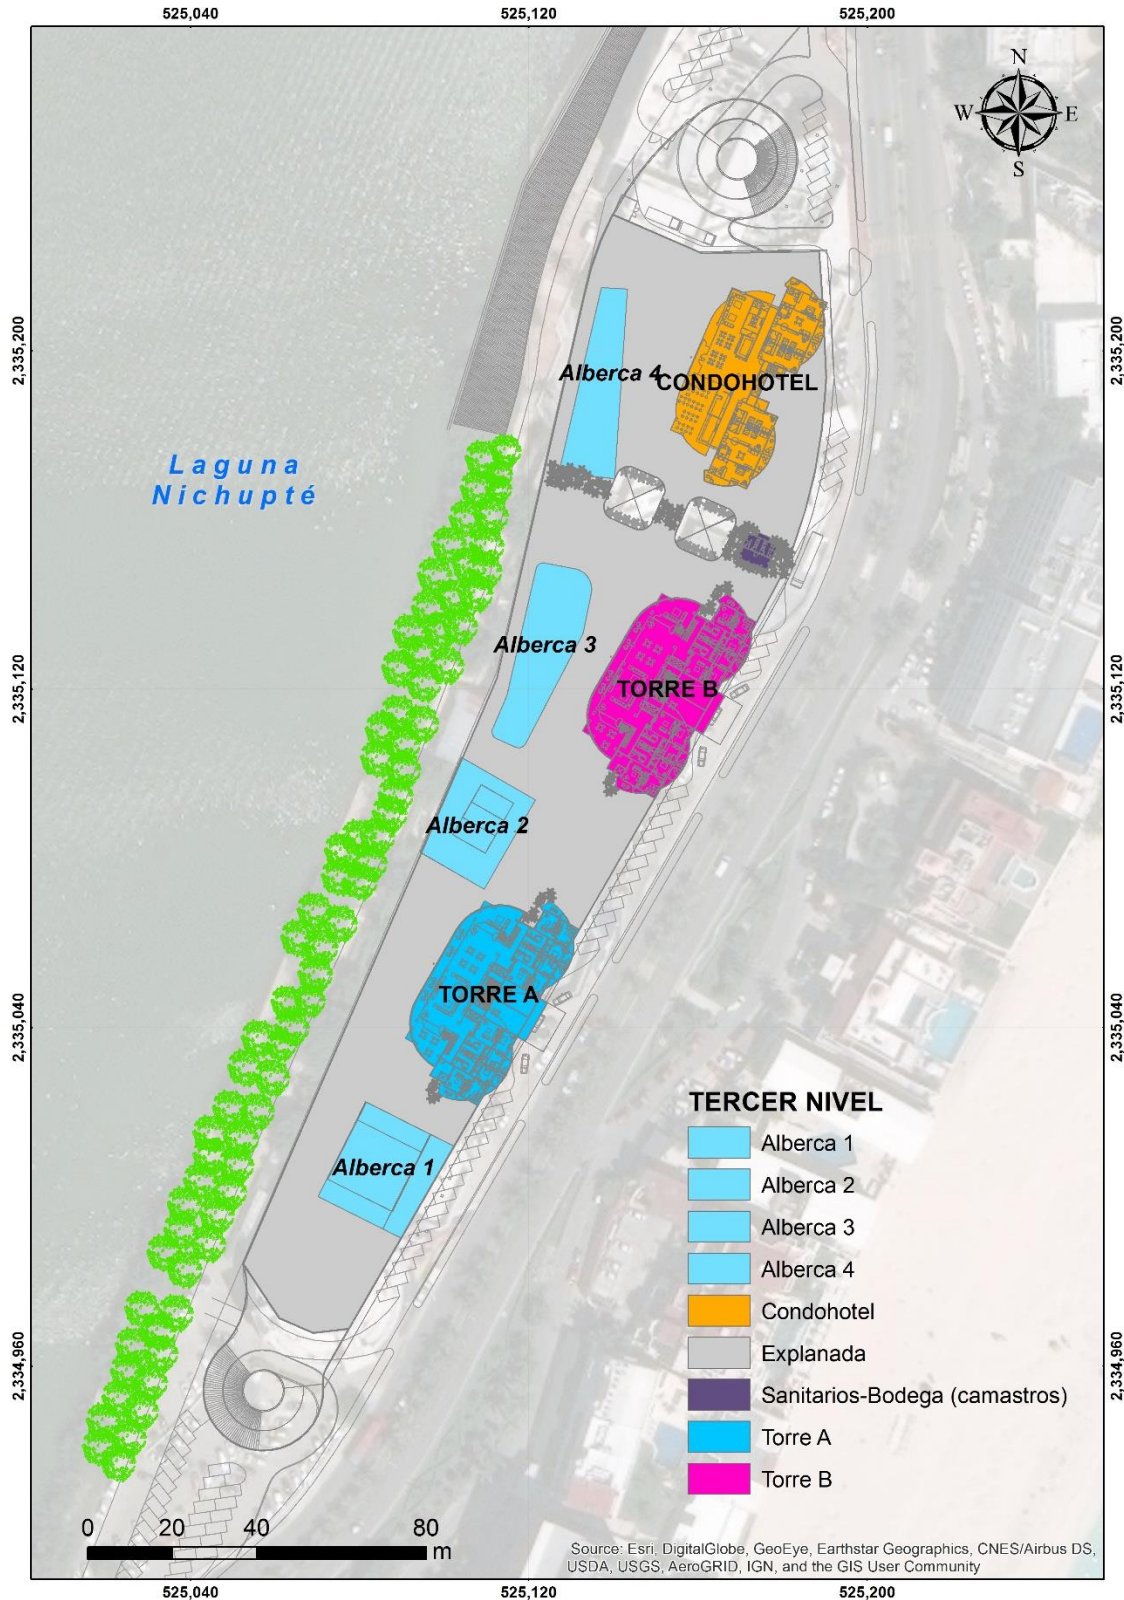 525,040
525,120
525,200
N
W
E
S
2,335,200
2,335,200
Alberca 4
CONDOHOTEL
Laguna
Nichupté
Alberca 3
TORRE B
2,335,120
2,335,120
Alberca 2
TORRE A
2,335,040
2,335,040
Alberca 1
TERCER NIVEL
Alberca 1
Alberca 2
Alberca 3
Alberca 4
Condohotel
Explanada
Sanitarios-Bodega (camastros)
Torre A
Torre B
2,334,960
2,334,960
0 20 40 80
m
Source: Esri, DigitalGlobe, GeoEye, Earthstar Geographics, CNES/Airbus DS,
USDA, USGS, AeroGRID, IGN, and the GIS User Community
525,040
525,120
525,200